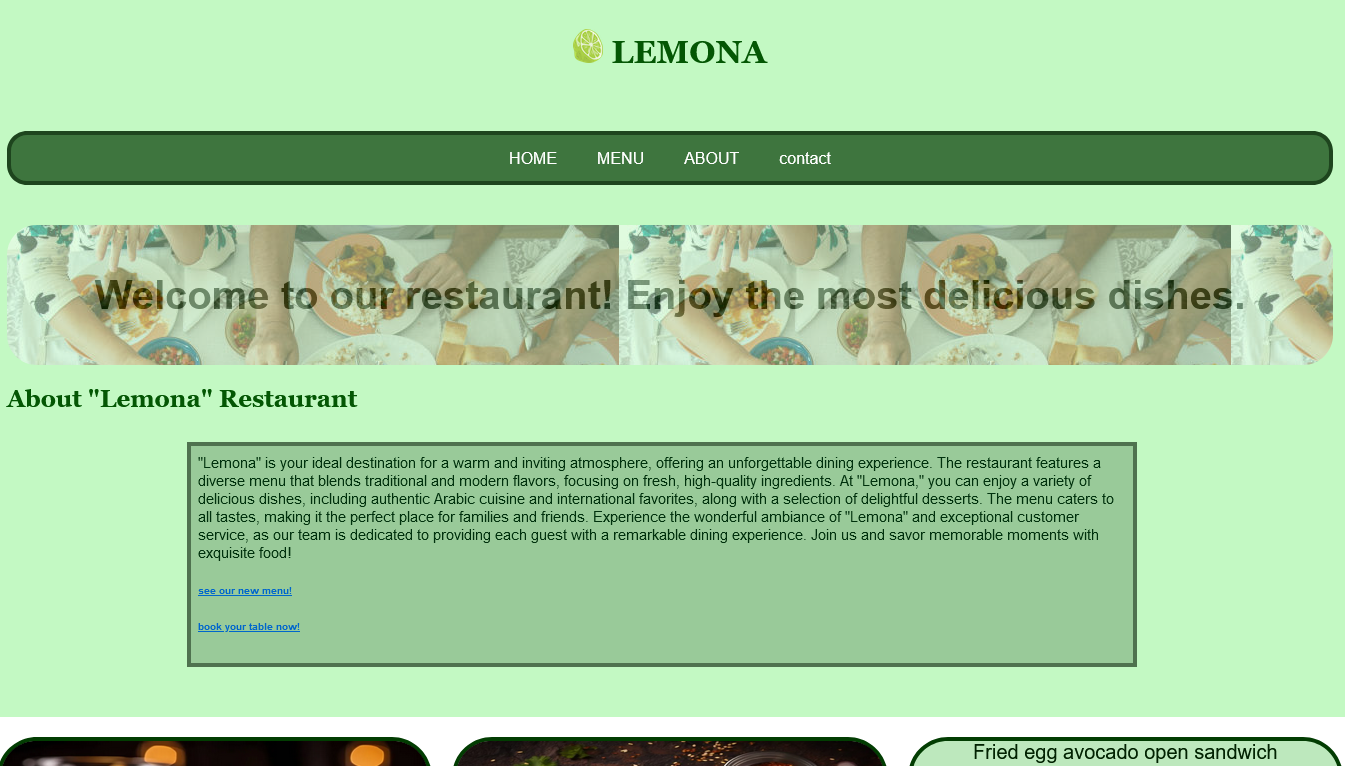 LEMONA
HOME MENU ABOUT contact
Welcome to our restaurant! Enjoy the most delicious dishes.
About "Lemona" Restaurant
"Lemona" is your ideal destination for a warm and inviting atmosphere, offering an unforgettable dining experience. The restaurant features a
diverse menu that blends traditional and modern flavors, focusing on fresh, high-quality ingredients. At "Lemona," you can enjoy a variety of
delicious dishes, including authentic Arabic cuisine and international favorites, along with a selection of delightful desserts. The menu caters to
all tastes, making it the perfect place for families and friends. Experience the wonderful ambiance of "Lemona" and exceptional customer
service, as our team is dedicated to providing each guest with a remarkable dining experience. Join us and savor memorable moments with
exquisite food!
see our new menu!
book your table now!
Fried egg avocado open sandwich